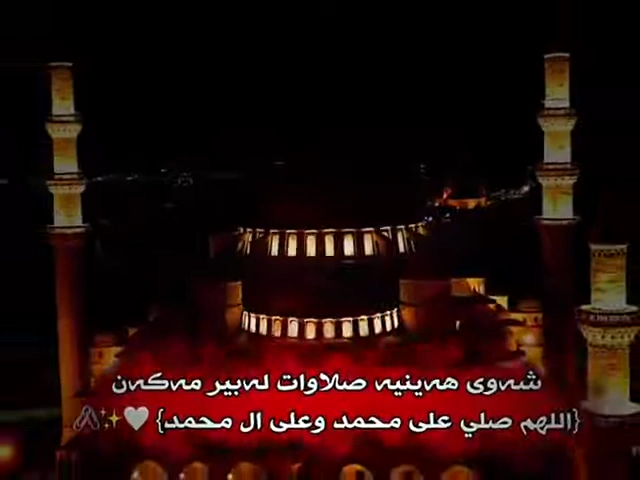 شەوی هەینیە صلاوات لەبیر مەکەن
{اللهم صلي على محمد وعلى ال محمد} 🤍✨🖇